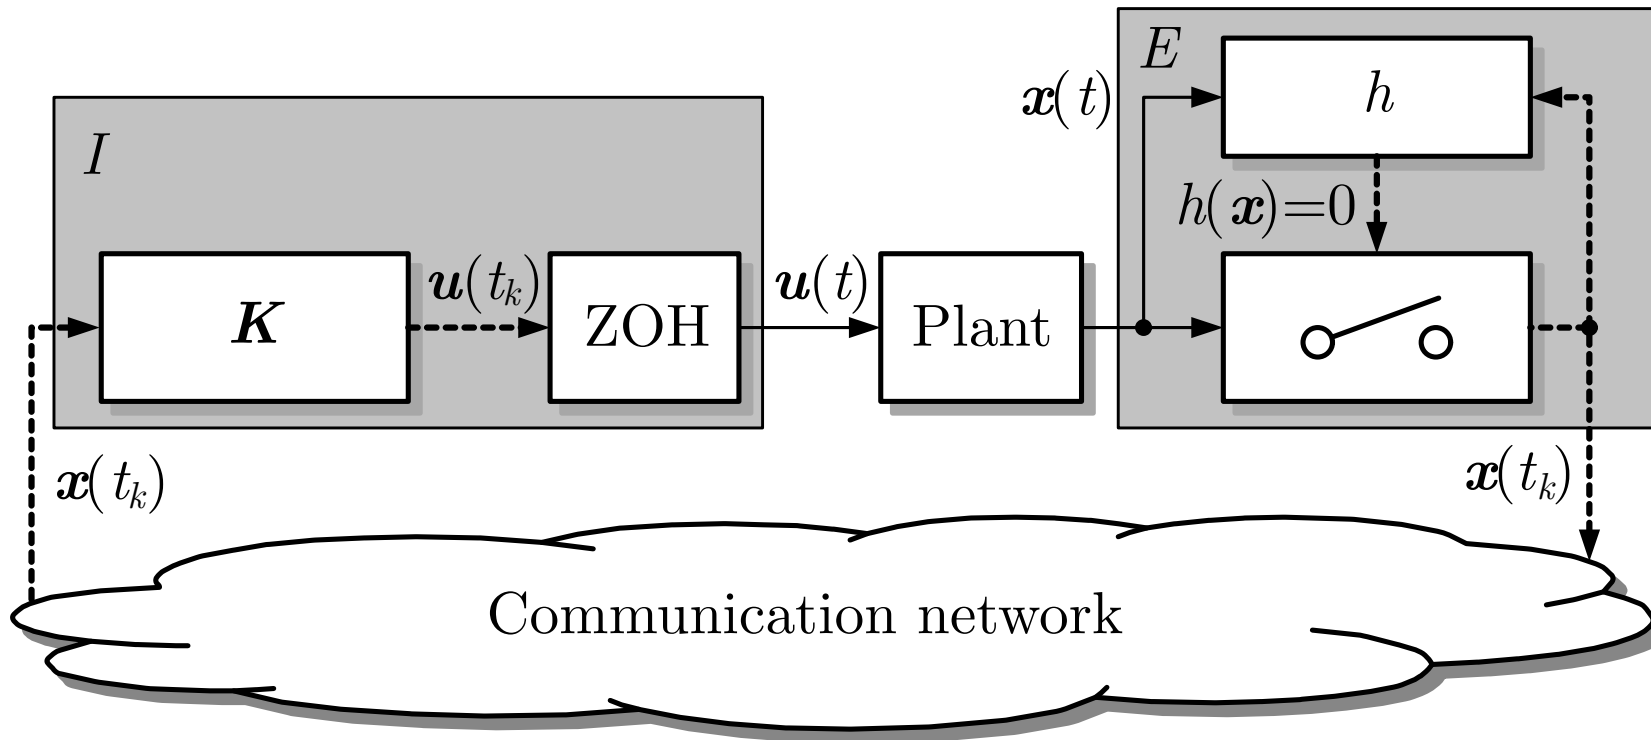 E
x(t)
h
I
h(x)=0
K
u(t_k)
ZOH
u(t)
Plant
x(t_k)
x(t_k)
Communication network